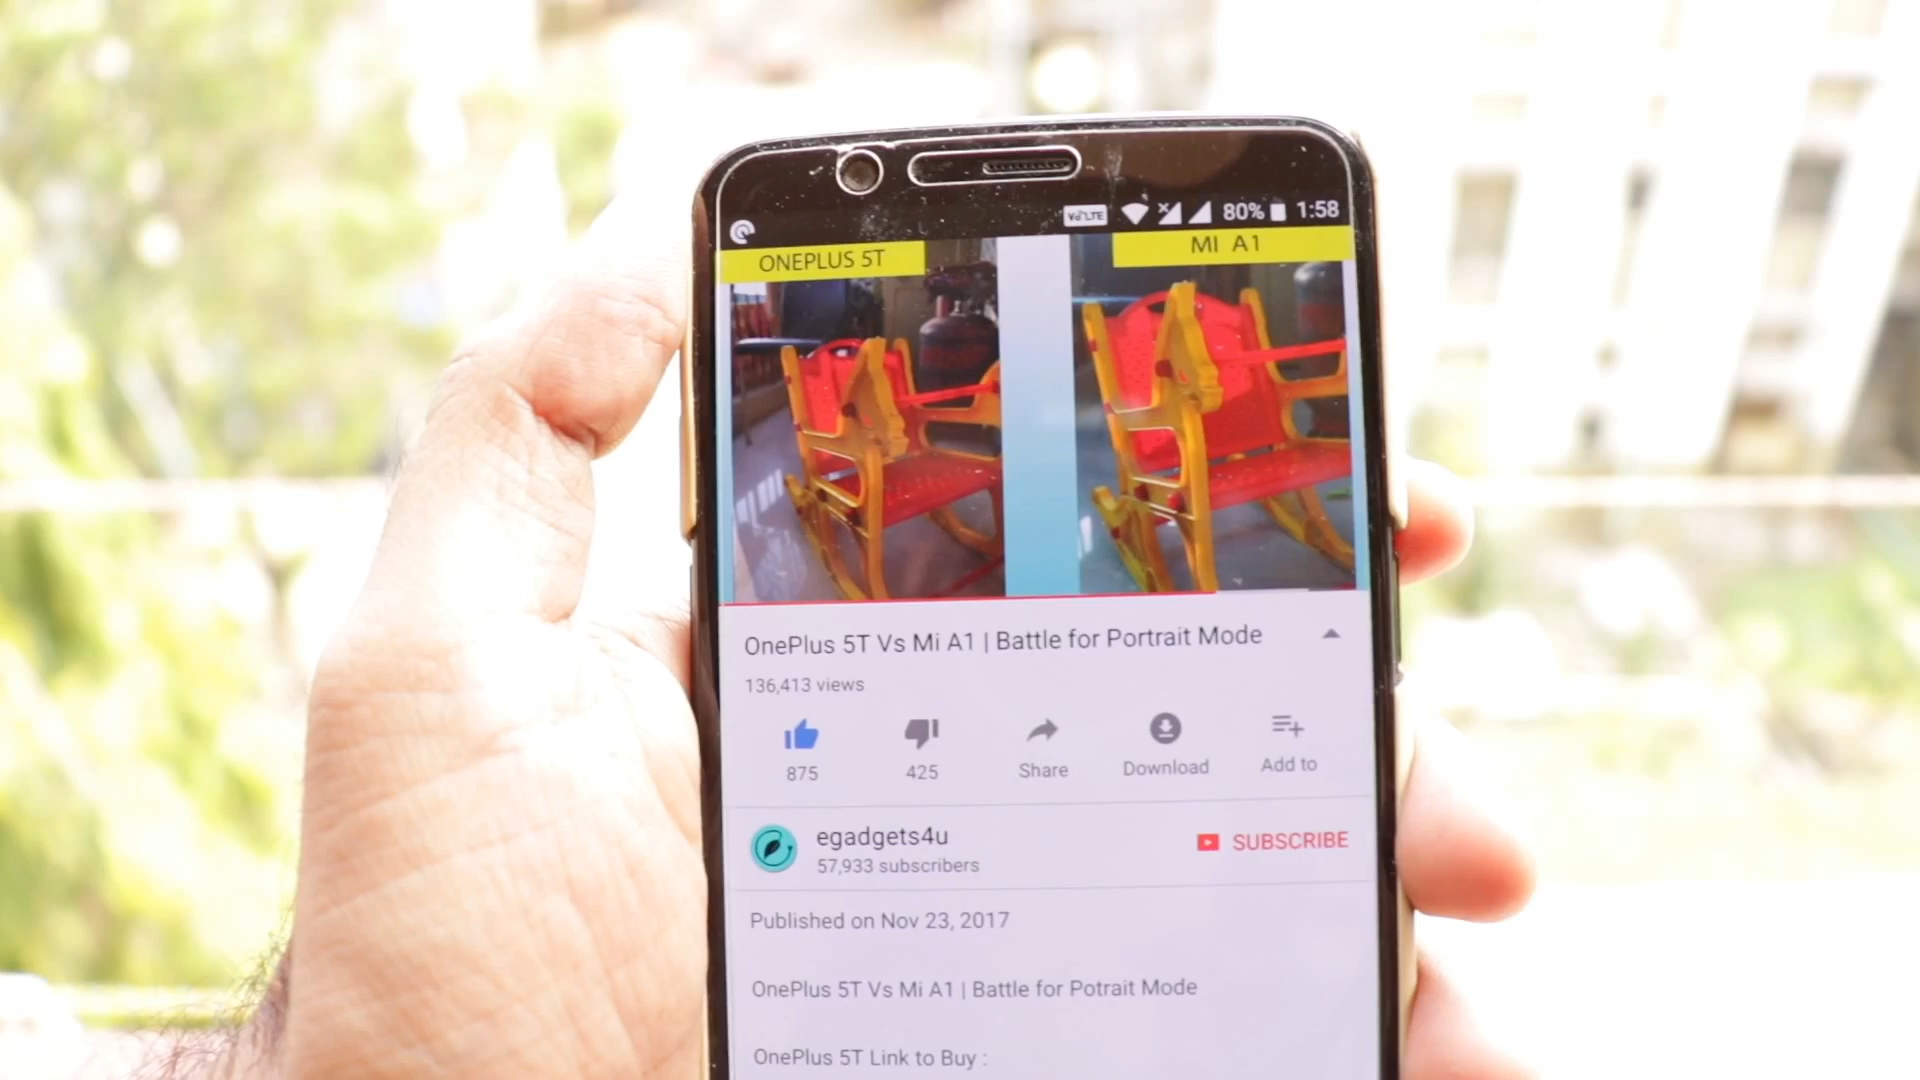 VoLTE 80% 1:58
ONEPLUS 5T
MI A1
OnePlus 5T Vs Mi A1 | Battle for Portrait Mode
136,413 views
875 425 Share Download Add to
egadgets4u
57,933 subscribers
SUBSCRIBE
Published on Nov 23, 2017
OnePlus 5T Vs Mi A1 | Battle for Potrait Mode
OnePlus 5T Link to Buy :